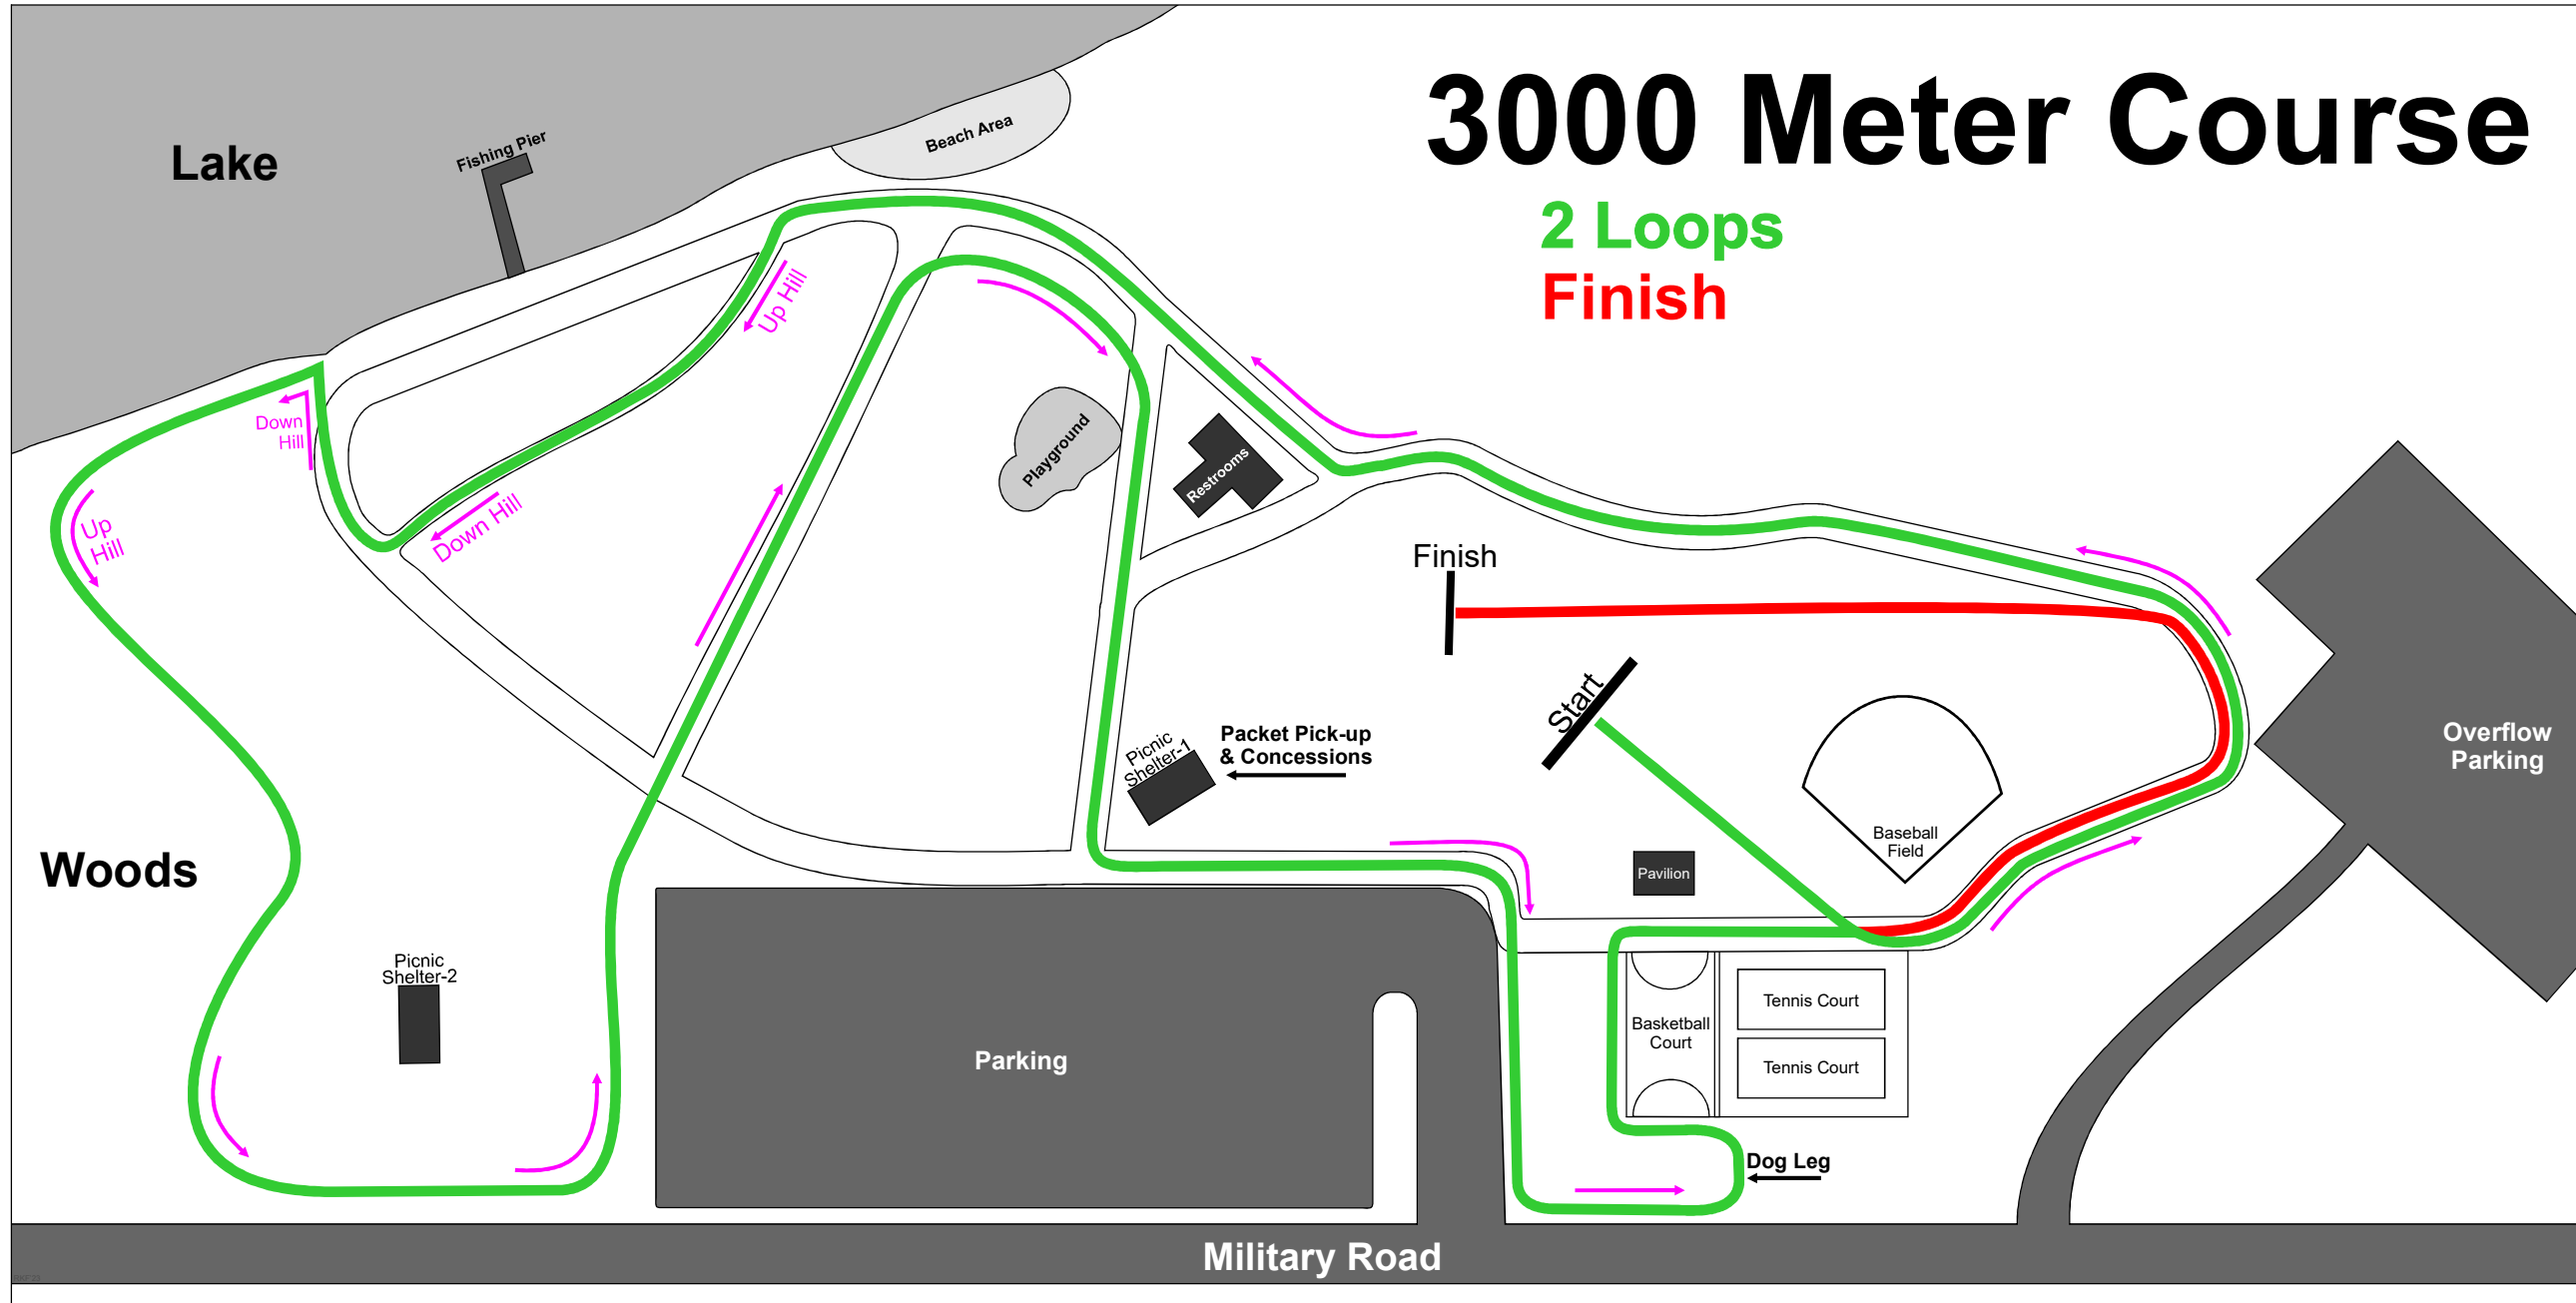 3000 Meter Course
2 Loops
Finish
Lake
Fishing Pier
Beach Area
Up Hill
Down
Hill
Down Hill
Up
Hill
Playground
Restrooms
Finish
Start
Packet Pick-up
& Concessions
Picnic
Shelter-1
Overflow
Parking
Baseball
Field
Pavilion
Woods
Picnic
Shelter-2
Parking
Basketball
Court
Tennis Court
Tennis Court
Dog Leg
Military Road